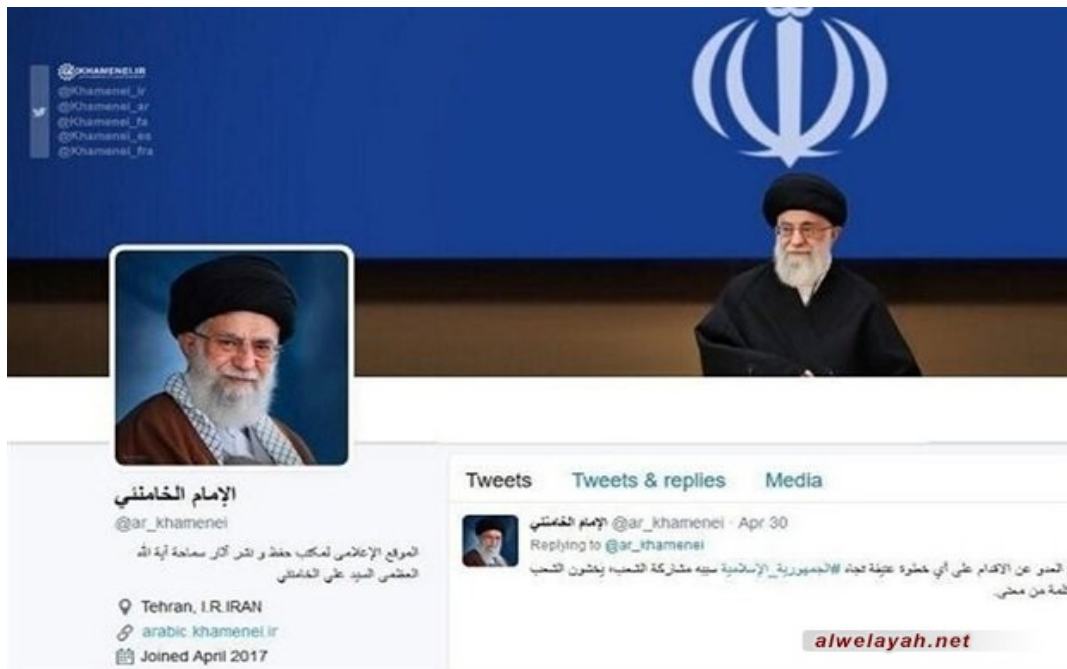 KHAMENEI.IR
@Khamenei_ir
@Khamenei_ar
@Khamenei_fa
@Khamenei_es
@Khamenei_fra
الإمام الخامنئي
@ar_khamenei
الموقع الإعلامي لمكتب حفظ و نشر آثار سماحة آية الله
العظمى السيد علي الخامنئي
Tehran, I.R.IRAN
arabic.khamenei.ir
Joined April 2017
Tweets Tweets & replies Media
الإمام الخامنئي @ar_khamenei · Apr 30
Replying to @ar_khamenei
العدو عن الاقدام على أي خطوة عنيفة تجاه #الجمهورية_الإسلامية سببه مشاركة الشعب؛ يخشون الشعب
من معنى.
alwelayah.net